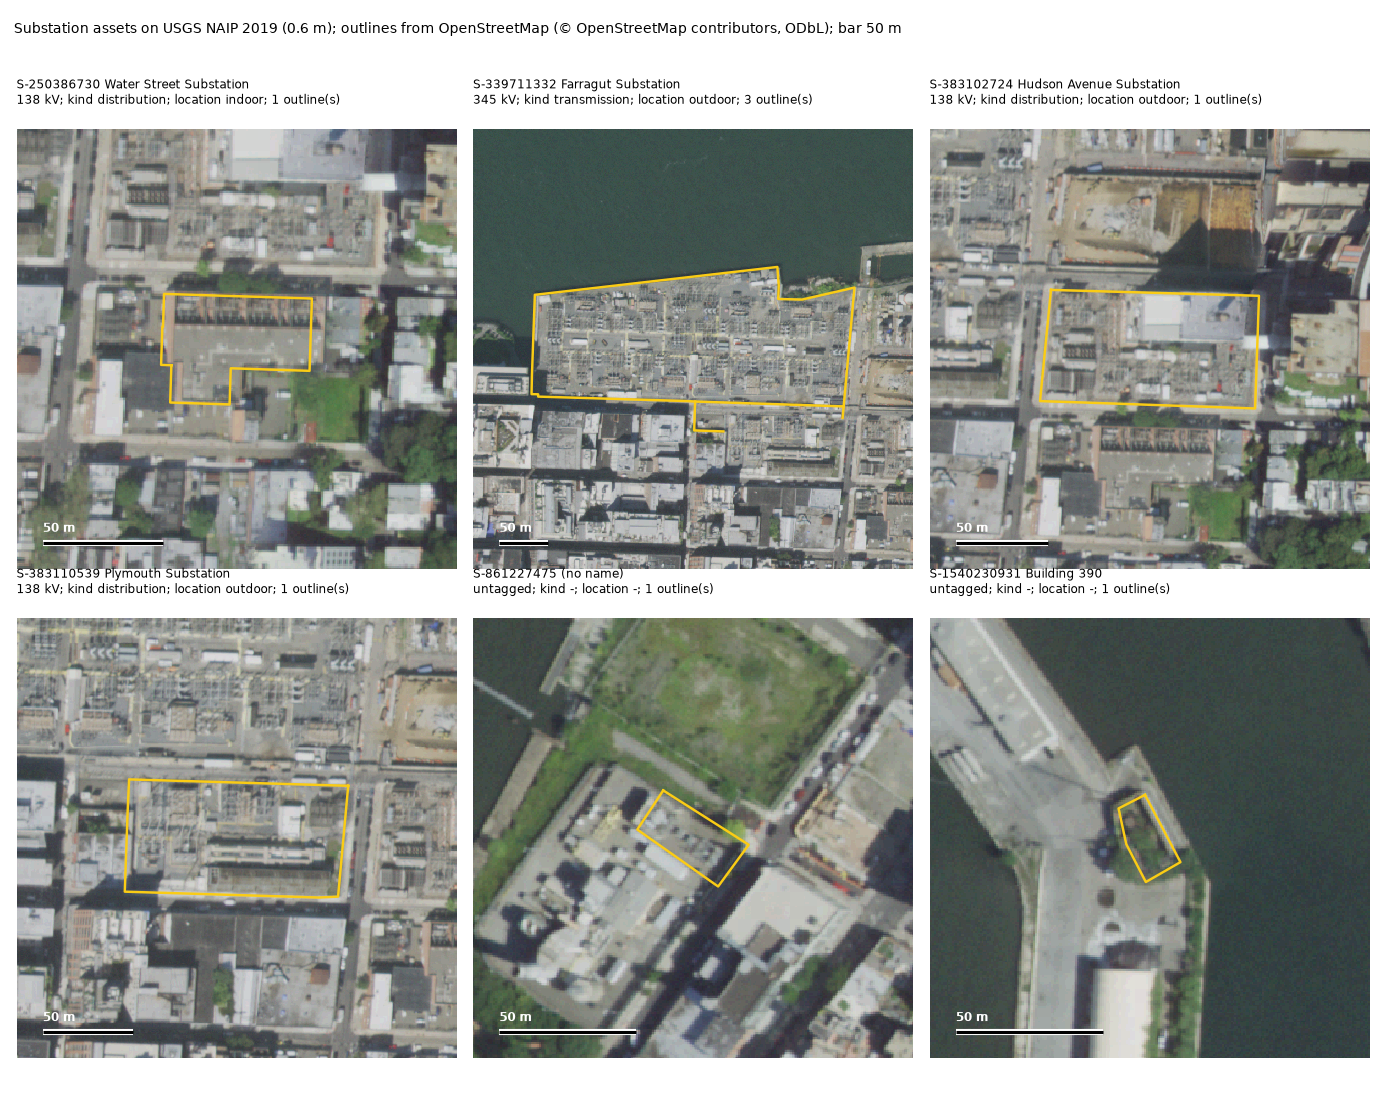 Substation assets on USGS NAIP 2019 (0.6 m); outlines from OpenStreetMap (© OpenStreetMap contributors, ODbL); bar 50 m
S-250386730 Water Street Substation
138 kV; kind distribution; location indoor; 1 outline(s)
50 m
S-339711332 Farragut Substation
345 kV; kind transmission; location outdoor; 3 outline(s)
50 m
S-383102724 Hudson Avenue Substation
138 kV; kind distribution; location outdoor; 1 outline(s)
50 m
S-383110539 Plymouth Substation
138 kV; kind distribution; location outdoor; 1 outline(s)
50 m
S-861227475 (no name)
untagged; kind -; location -; 1 outline(s)
50 m
S-1540230931 Building 390
untagged; kind -; location -; 1 outline(s)
50 m